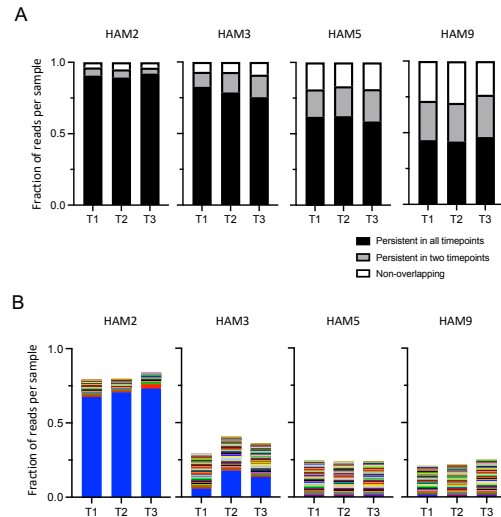 A
HAM2 HAM3 HAM5 HAM9
Fraction of reads per sample
1.0
0.5
0.0
T1 T2 T3 T1 T2 T3 T1 T2 T3 T1 T2 T3
Persistent in all timepoints
Persistent in two timepoints
Non-overlapping
B
HAM2 HAM3 HAM5 HAM9
Fraction of reads per sample
1.0
0.5
0.0
T1 T2 T3 T1 T2 T3 T1 T2 T3 T1 T2 T3